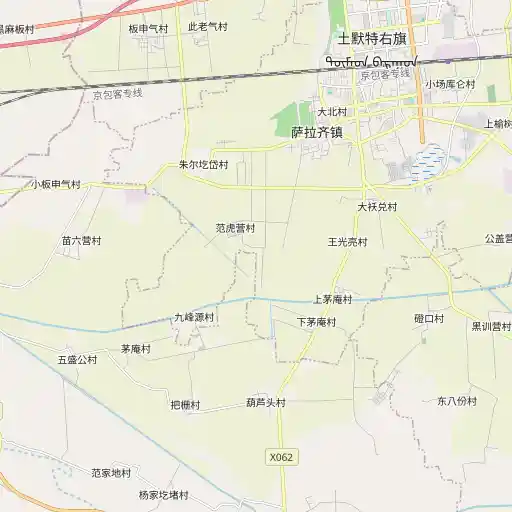 黑麻板村
板申气村
此老气村
土默特右旗
京包客专线
京包客专线
小场库仑村
大北村
萨拉齐镇
上榆树
朱尔圪岱村
小板申气村
大袄兑村
范虎营村
苗六营村
王光亮村
公盖营
上茅庵村
九峰源村
下茅庵村
磴口村
黑训营村
茅庵村
五盛公村
把栅村
葫芦头村
东八份村
X062
范家地村
杨家圪堵村